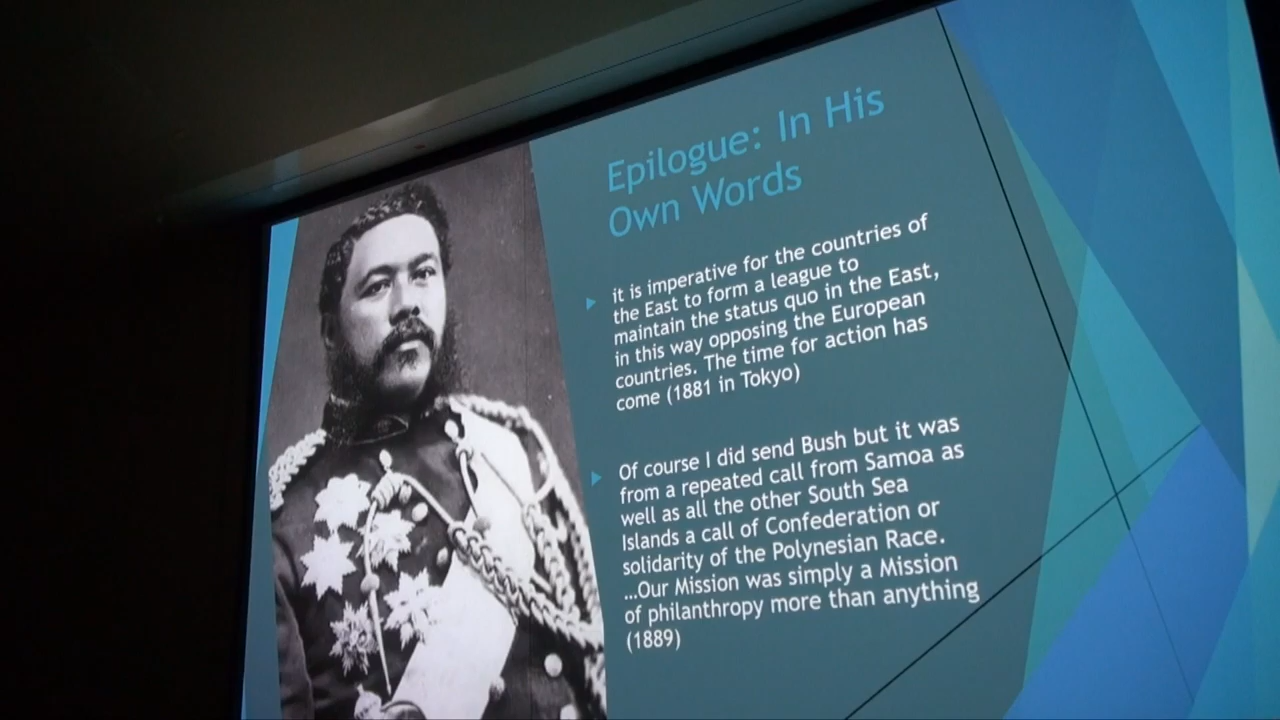 Epilogue: In His
Own Words
it is imperative for the countries of
the East to form a league to
maintain the status quo in the East,
in this way opposing the European
countries. The time for action has
come (1881 in Tokyo)
Of course I did send Bush but it was
from a repeated call from Samoa as
well as all the other South Sea
Islands a call of Confederation or
solidarity of the Polynesian Race.
...Our Mission was simply a Mission
of philanthropy more than anything
(1889)